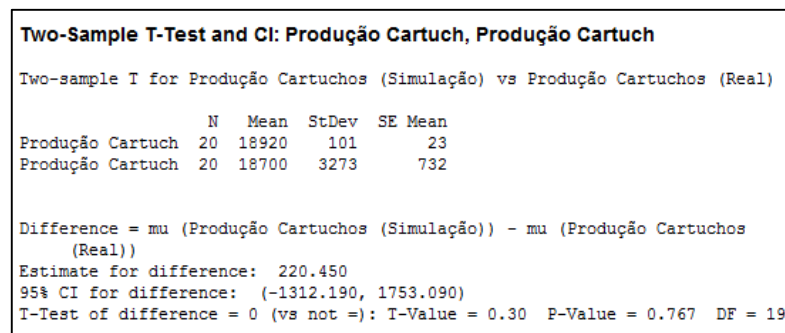 Two-Sample T-Test and CI: Produção Cartuch, Produção Cartuch
Two-sample T for Produção Cartuchos (Simulação) vs Produção Cartuchos (Real)
N Mean StDev SE Mean
Produção Cartuch 20 18920 101 23
Produção Cartuch 20 18700 3273 732
Difference = mu (Produção Cartuchos (Simulação)) - mu (Produção Cartuchos
(Real))
Estimate for difference: 220.450
95% CI for difference: (-1312.190, 1753.090)
T-Test of difference = 0 (vs not =): T-Value = 0.30 P-Value = 0.767 DF = 19